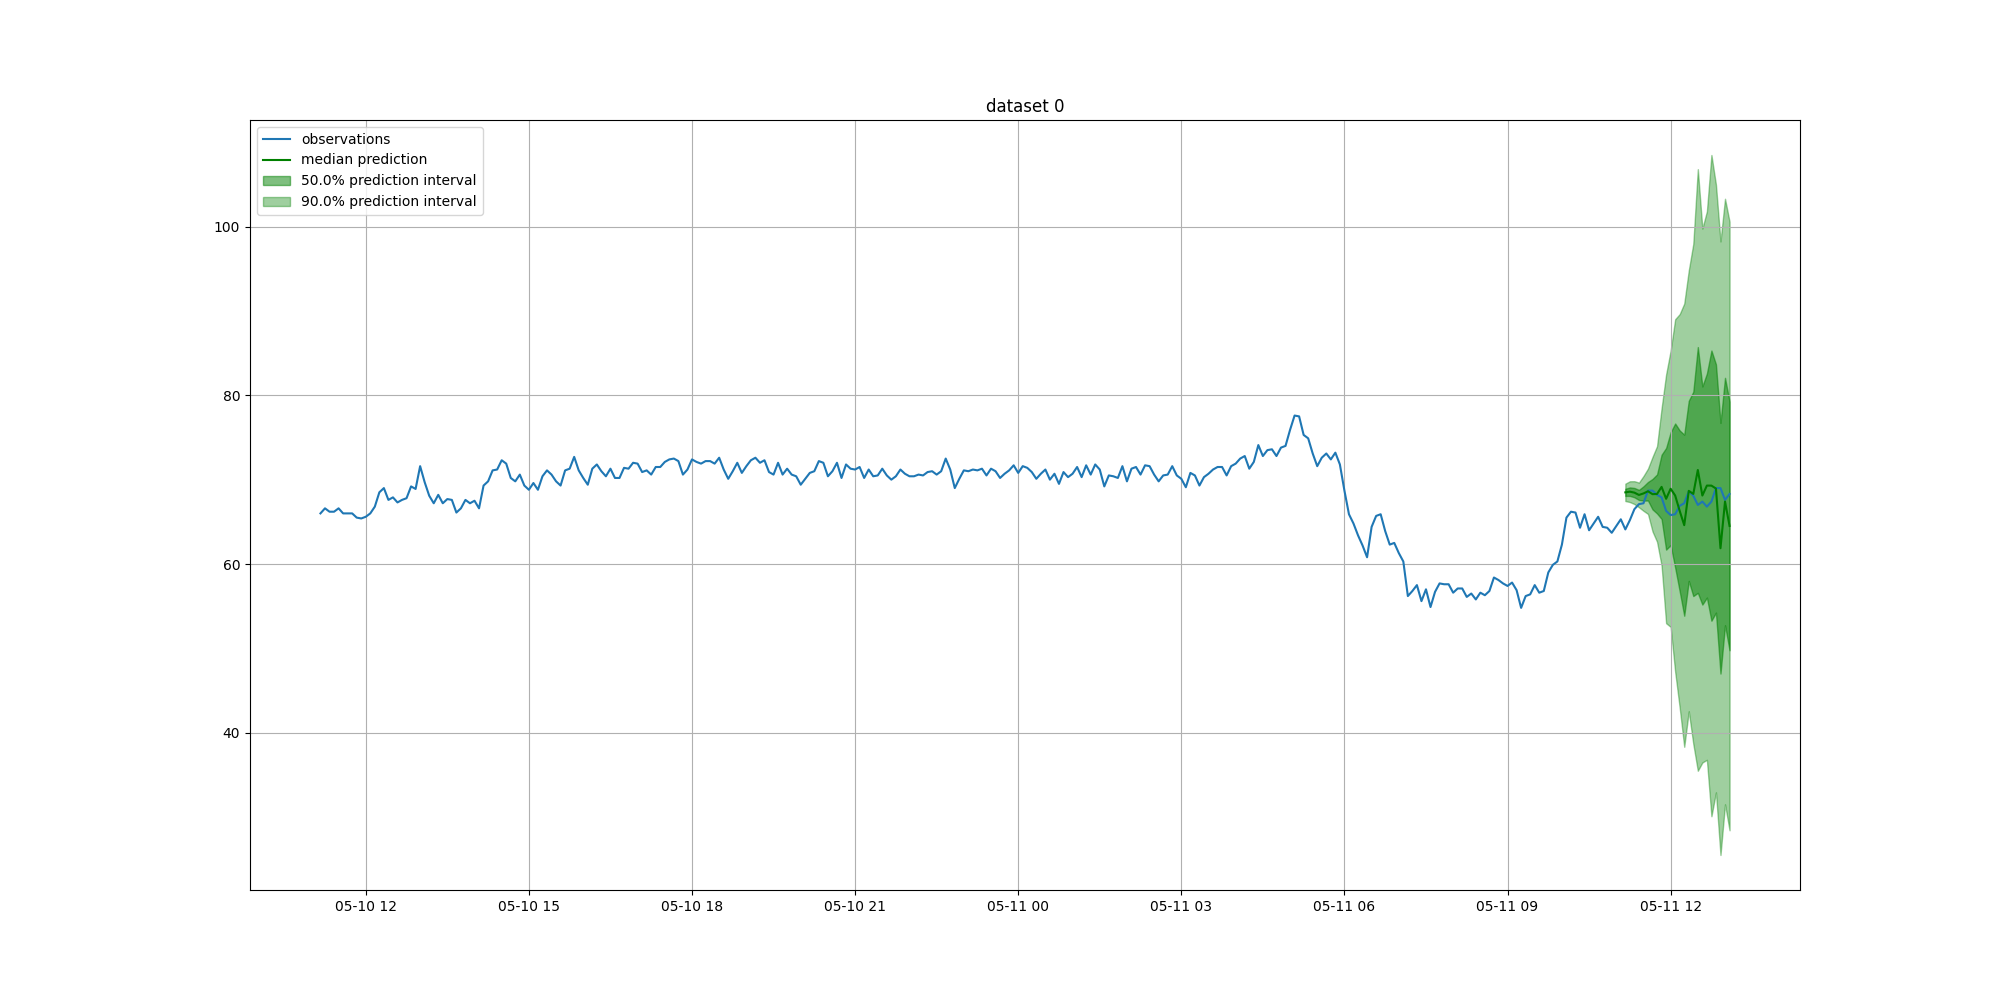 dataset 0
observations
median prediction
50.0% prediction interval
90.0% prediction interval
100
80
60
40
05-10 12
05-10 15
05-10 18
05-10 21
05-11 00
05-11 03
05-11 06
05-11 09
05-11 12